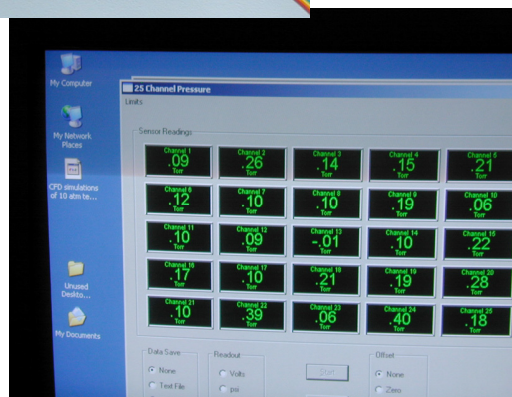 My Computer
My Network
Places
CFD simulations
of 10 atm te...
Unused
Deskto...
My Documents
25 Channel Pressure
Limits
Sensor Readings
Channel 1
.09
Torr
Channel 2
.26
Torr
Channel 3
.14
Torr
Channel 4
.15
Torr
Channel 5
.21
Torr
Channel 6
.12
Torr
Channel 7
.10
Torr
Channel 8
.10
Torr
Channel 9
.19
Torr
Channel 10
.06
Torr
Channel 11
.10
Torr
Channel 12
.09
Torr
Channel 13
-.01
Torr
Channel 14
.10
Torr
Channel 15
.22
Torr
Channel 16
.17
Torr
Channel 17
.10
Torr
Channel 18
.21
Torr
Channel 19
.19
Torr
Channel 20
.28
Torr
Channel 21
.10
Torr
Channel 22
.39
Torr
Channel 23
.06
Torr
Channel 24
.40
Torr
Channel 25
.18
Torr
Data Save
None
Text File
Readout
Volts
psi
Start
Offset
None
Zero